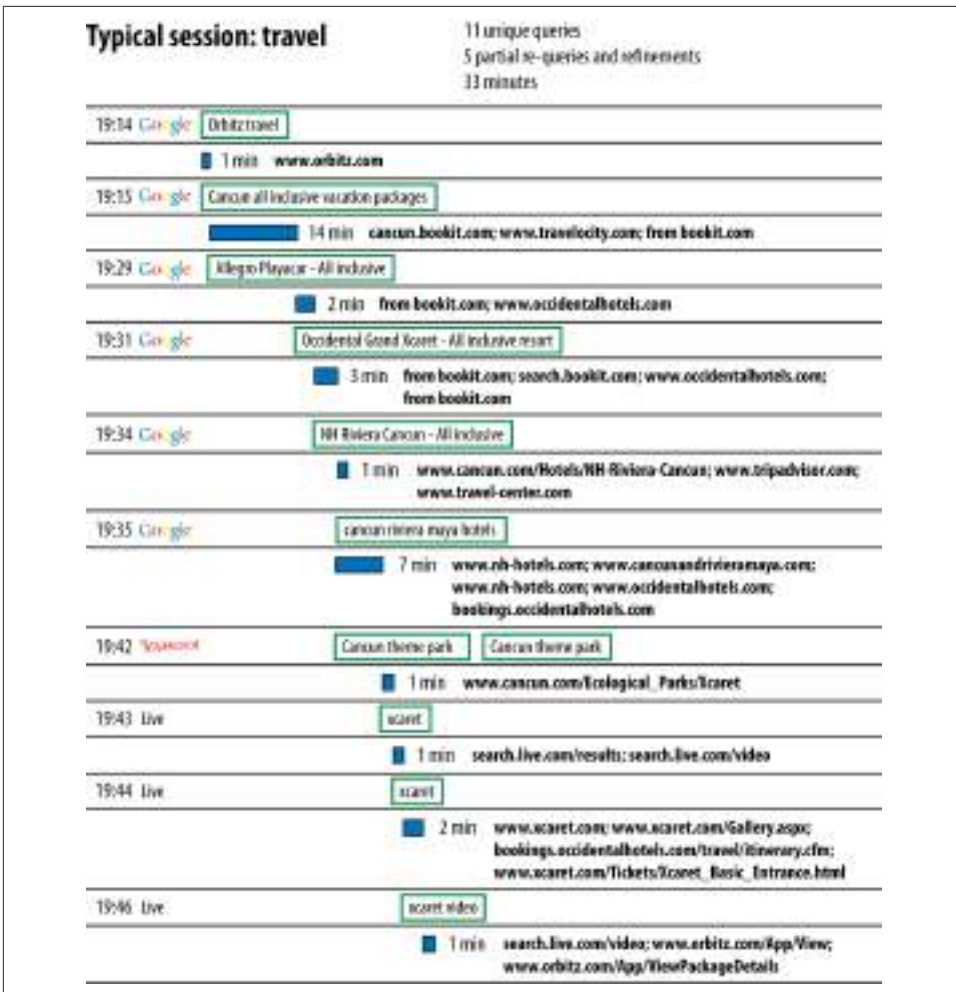 Typical session: travel
11 unique queries
5 partial re-queries and refinements
33 minutes
19:14 Google Orbitz travel
1 min www.orbitz.com
19:15 Google Cancun all inclusive vacation packages
14 min cancun.bookit.com; www.travelocity.com; from bookit.com
19:29 Google Allegro Playacar - All inclusive
2 min from bookit.com; www.occidentalhotels.com
19:31 Google Occidental Grand Xcaret - All inclusive resort
3 min from bookit.com; search.bookit.com; www.occidentalhotels.com;
from bookit.com
19:34 Google NH Riviera Cancun - All inclusive
1 min www.cancun.com/Hotels/NH-Riviera-Cancun; www.tripadvisor.com;
www.travel-center.com
19:35 Google cancun riviera maya hotels
7 min www.nh-hotels.com; www.cancunandrivieramaya.com;
www.nh-hotels.com; www.occidentalhotels.com;
bookings.occidentalhotels.com
19:42 Yahoo! Cancun theme park Cancun theme park
1 min www.cancun.com/Ecological_Parks/Xcaret
19:43 Live xcaret
1 min search.live.com/results; search.live.com/video
19:44 Live xcaret
2 min www.xcaret.com; www.xcaret.com/Gallery.aspx;
bookings.occidentalhotels.com/travel/itinerary.cfm;
www.xcaret.com/Tickets/Xcaret_Basic_Entrance.html
19:46 Live xcaret video
1 min search.live.com/video; www.orbitz.com/App/View;
www.orbitz.com/App/ViewPackageDetails